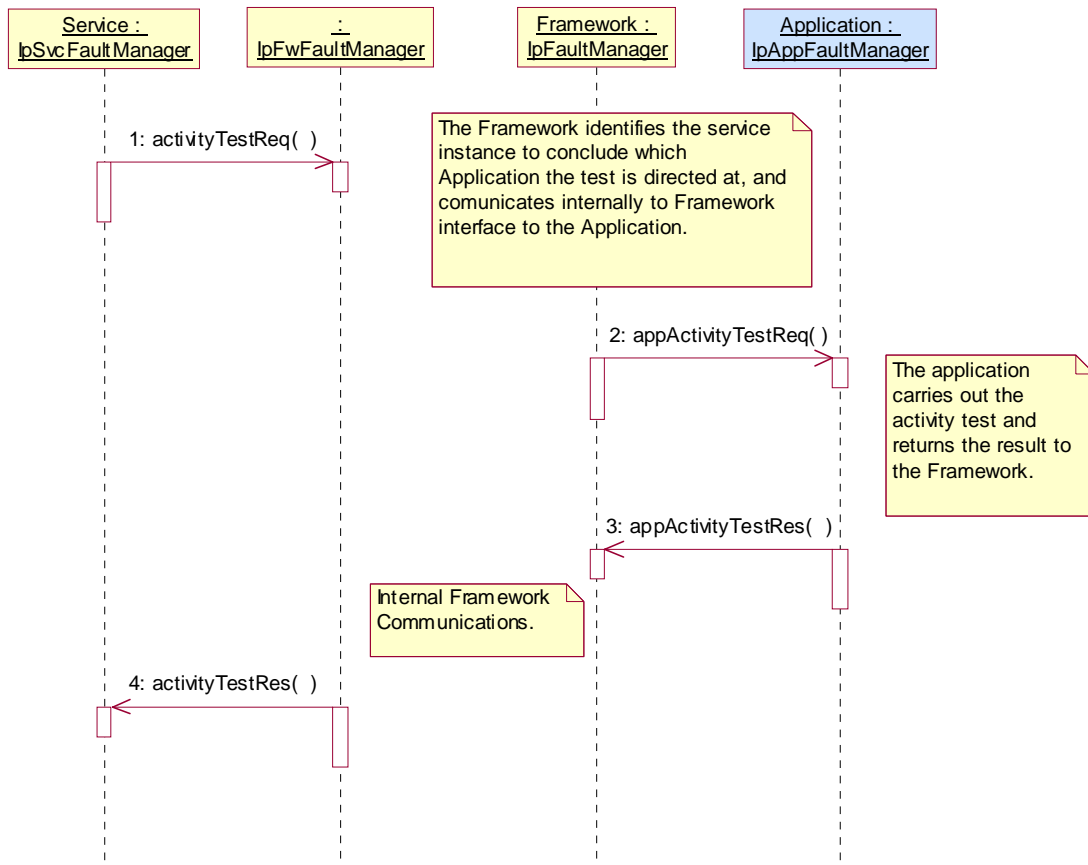 Service :
IpSvcFaultManager
:
IpFwFaultManager
Framework :
IpFaultManager
Application :
IpAppFaultManager
1: activityTestReq( )
The Framework identifies the service
instance to conclude which
Application the test is directed at, and
comunicates internally to Framework
interface to the Application.
2: appActivityTestReq( )
The application
carries out the
activity test and
returns the result to
the Framework.
3: appActivityTestRes( )
Internal Framework
Communications.
4: activityTestRes( )